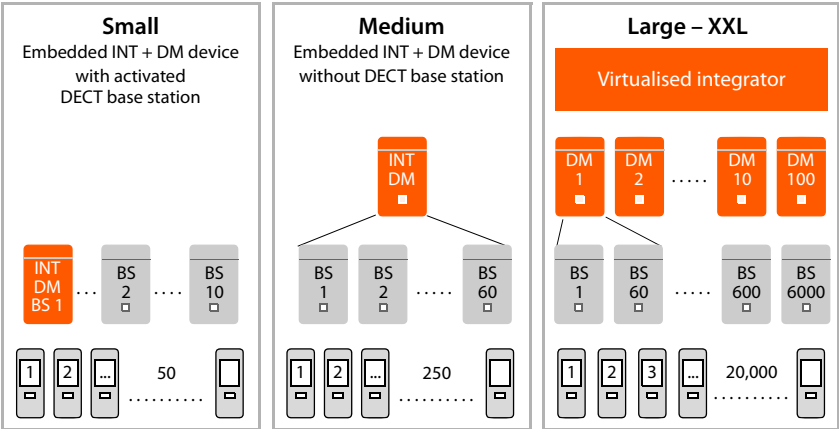 Small
Embedded INT + DM device
with activated
DECT base station
INT
DM
BS 1
...
BS
2
....
BS
10
1
2
...
50
..........
Medium
Embedded INT + DM device
without DECT base station
INT
DM
BS
1
BS
2
.....
BS
60
1
2
...
250
..........
Large – XXL
Virtualised integrator
DM
1
DM
2
.....
DM
10
DM
100
BS
1
BS
60
.....
BS
600
BS
6000
1
2
3
...
20,000
..........